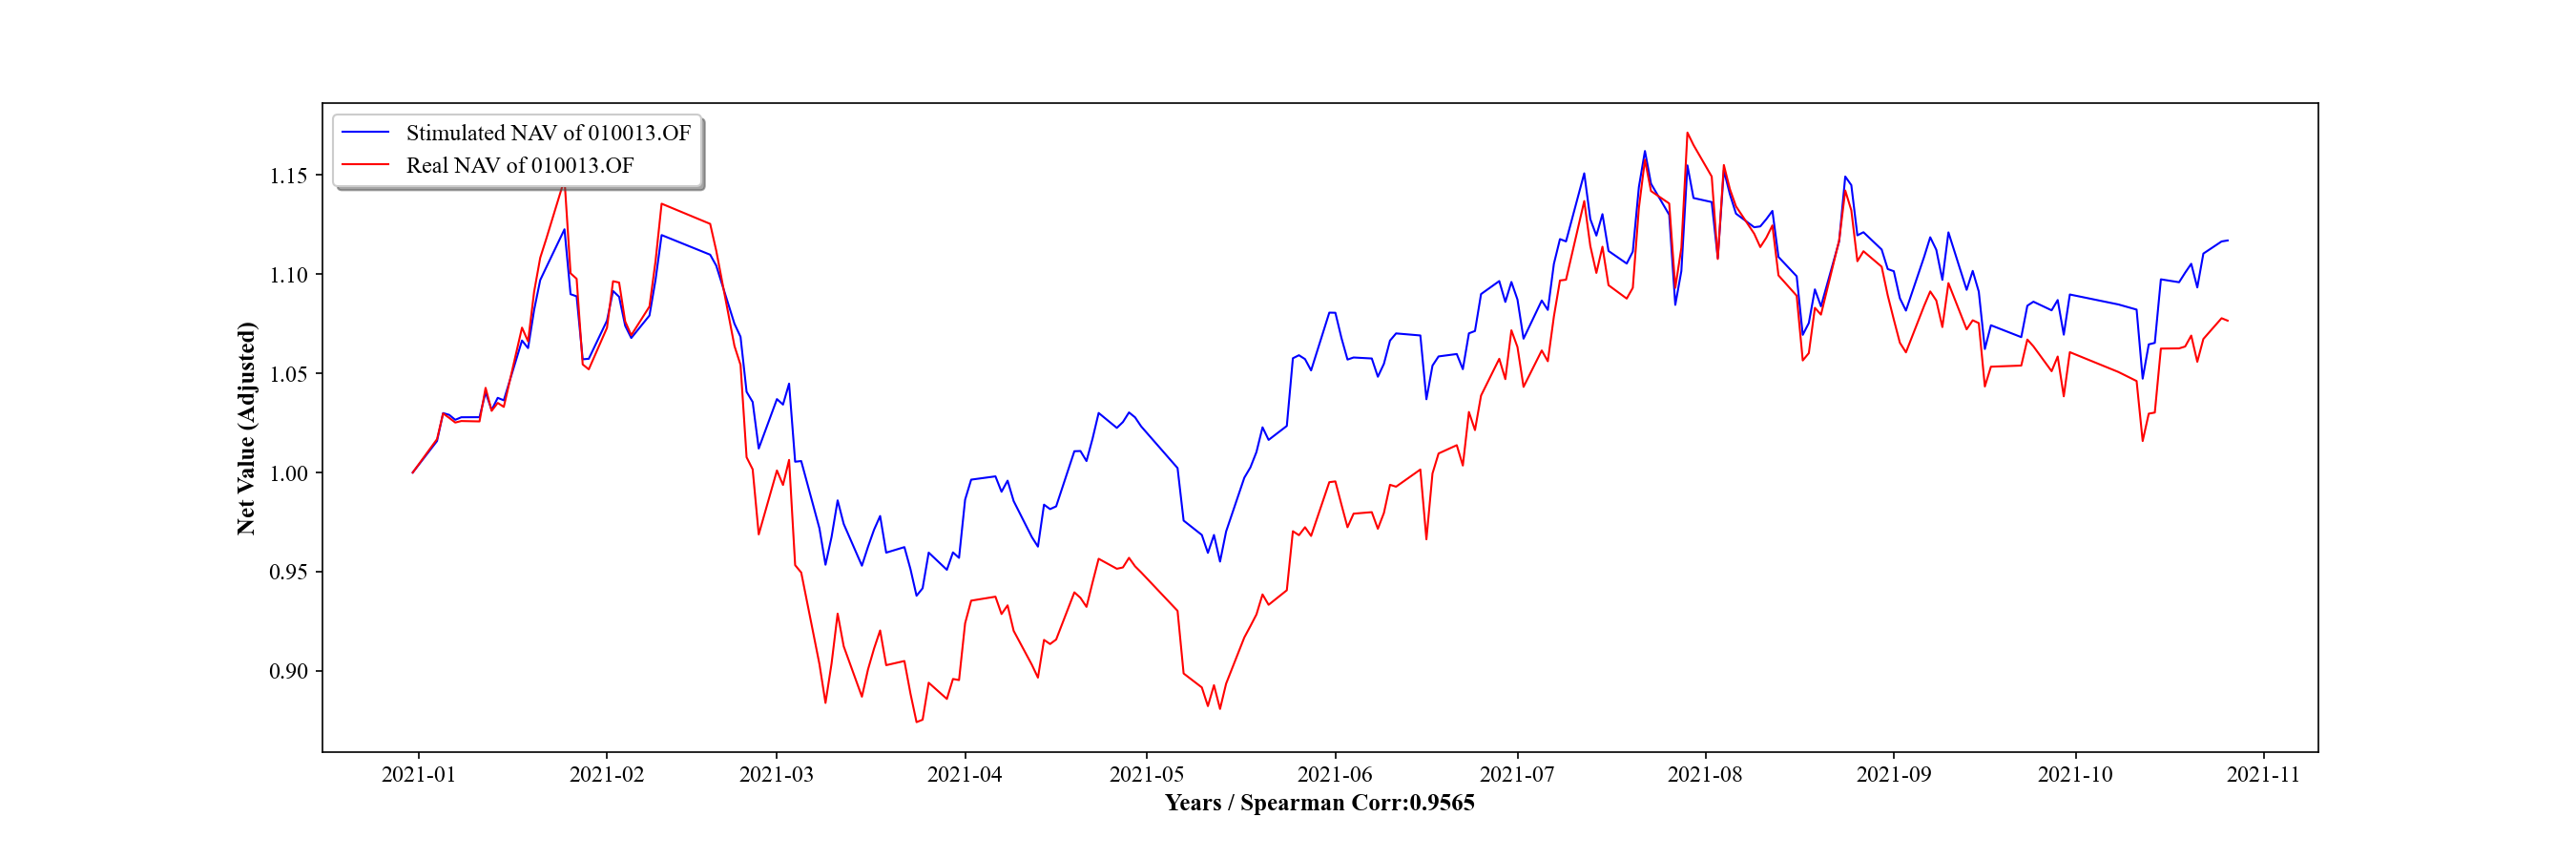 Stimulated NAV of 010013.OF
Real NAV of 010013.OF
1.15
1.10
1.05
1.00
0.95
0.90
Net Value (Adjusted)
2021-01 2021-02 2021-03 2021-04 2021-05 2021-06 2021-07 2021-08 2021-09 2021-10 2021-11
Years / Spearman Corr:0.9565